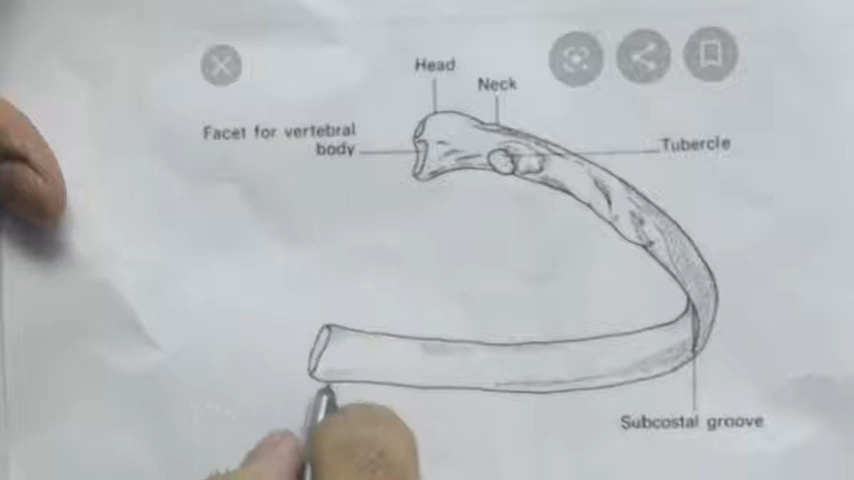 Head
Neck
Facet for vertebral
body
Tubercle
Subcostal groove